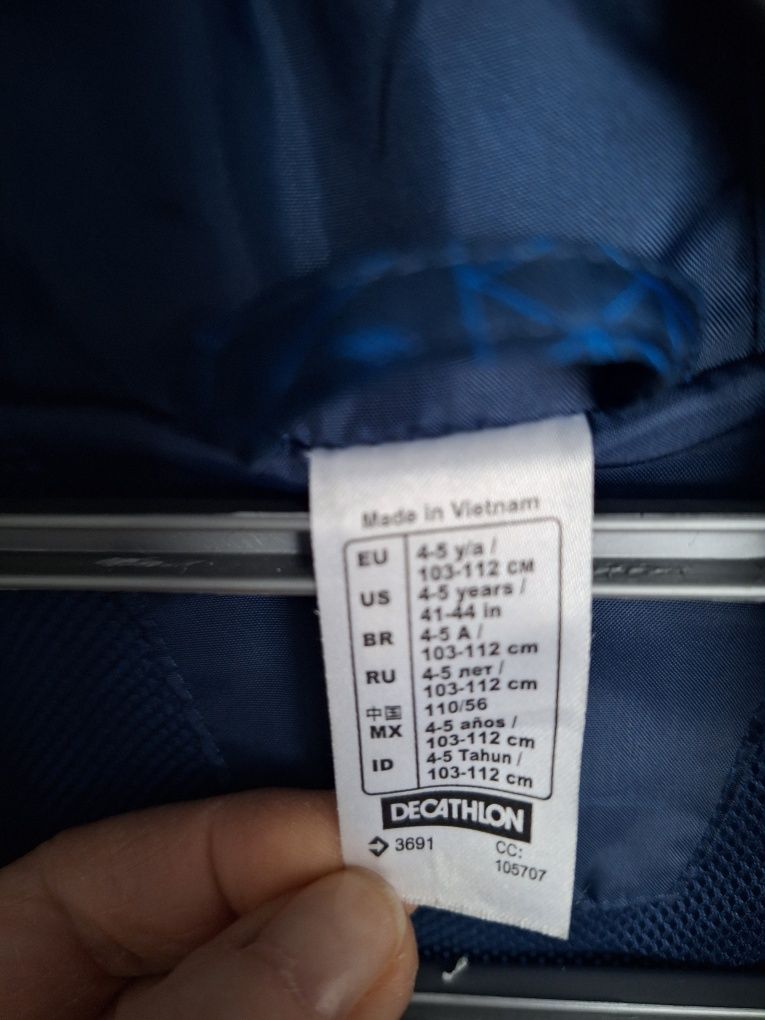 Made in Vietnam
EU 4-5 y/a /
103-112 CM
US 4-5 years /
41-44 in
BR 4-5 A /
103-112 cm
RU 4-5 лет /
103-112 cm
中国 110/56
MX 4-5 años /
103-112 cm
ID 4-5 Tahun /
103-112 cm
DECATHLON
3691 CC:
105707